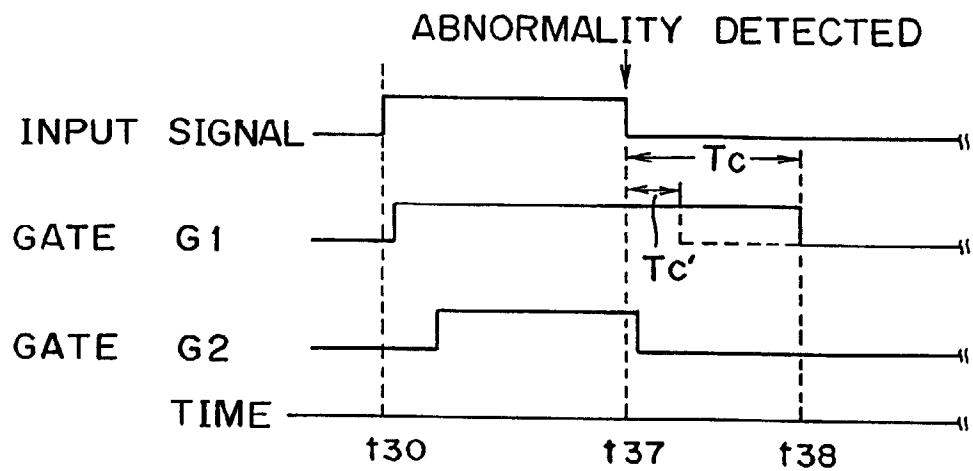 ABNORMALITY DETECTED
INPUT SIGNAL
Tc
GATE G1
Tc'
GATE G2
TIME
t30 t37 t38